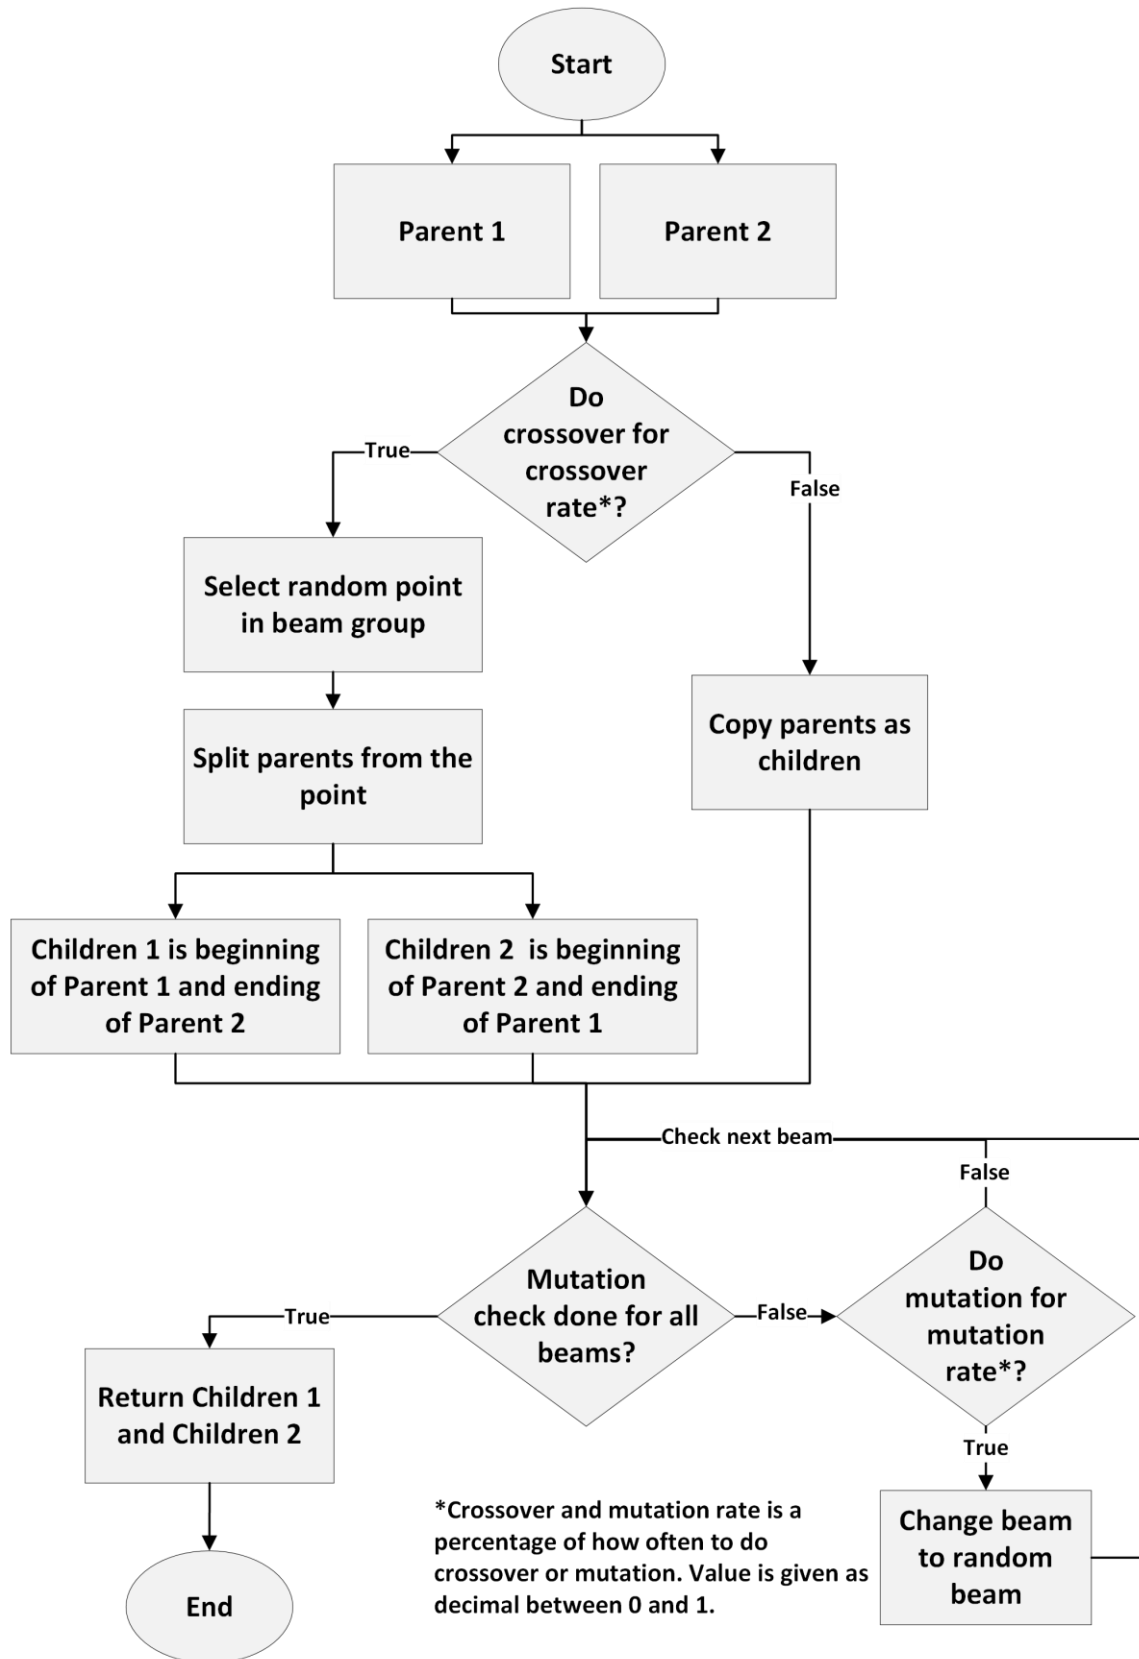 Start
Parent 1
Parent 2
Do
crossover for
crossover
rate*?
True
False
Select random point
in beam group
Split parents from the
point
Copy parents as
children
Children 1 is beginning
of Parent 1 and ending
of Parent 2
Children 2 is beginning
of Parent 2 and ending
of Parent 1
Check next beam
False
Mutation
check done for all
beams?
True
False
Do
mutation for
mutation
rate*?
Return Children 1
and Children 2
True
Change beam
to random
beam
*Crossover and mutation rate is a
percentage of how often to do
crossover or mutation. Value is given as
decimal between 0 and 1.
End